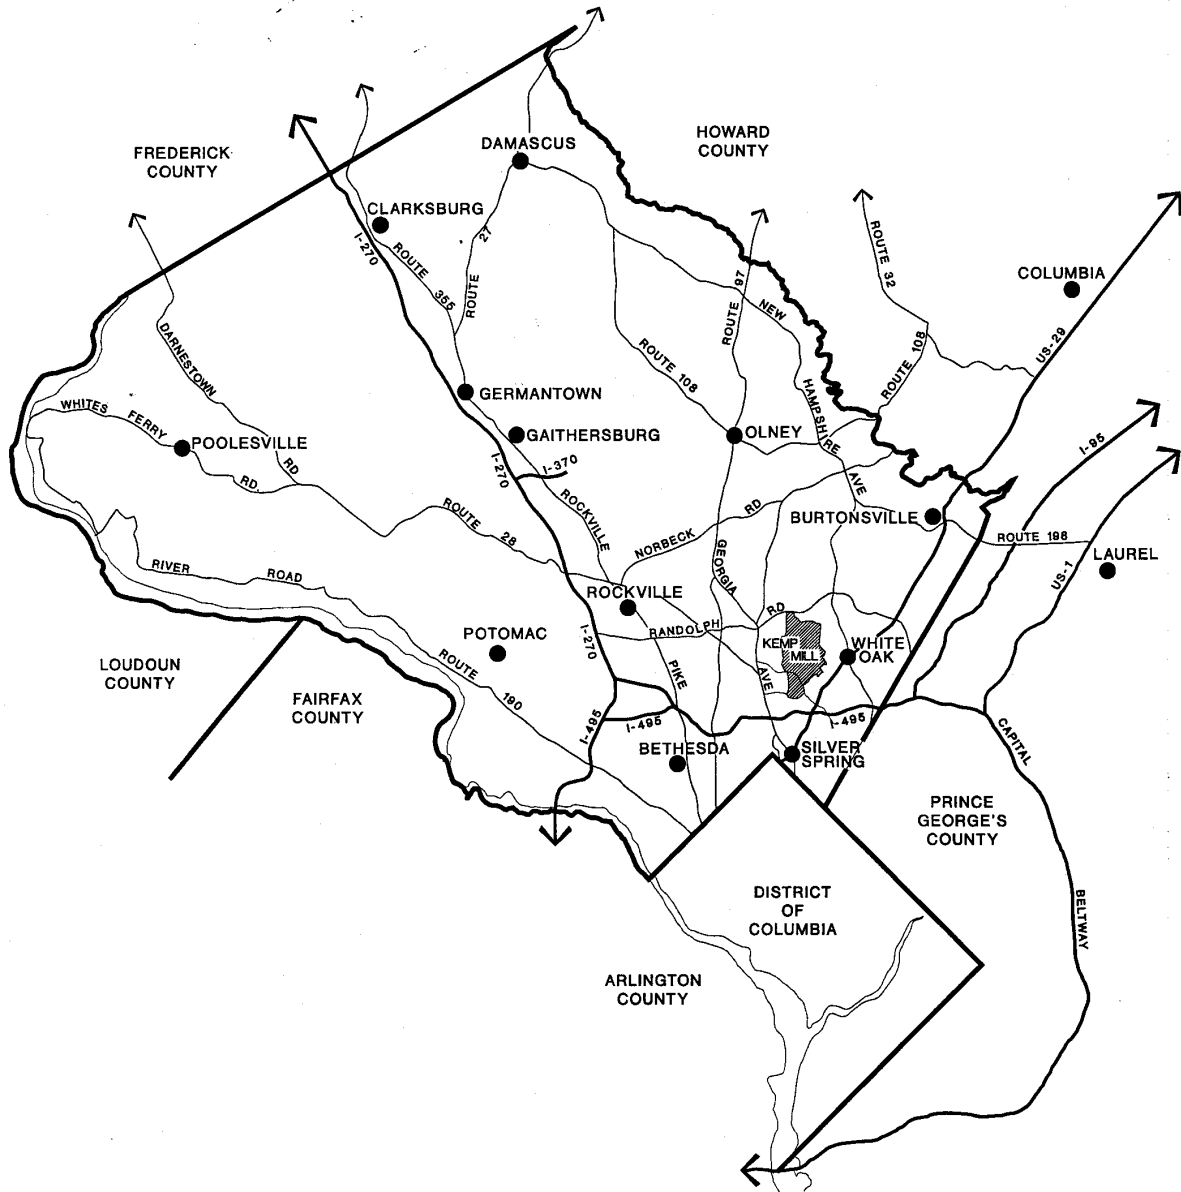 HOWARD
COUNTY
FREDERICK
COUNTY
DAMASCUS
CLARKSBURG
I-270
ROUTE 355
ROUTE 27
ROUTE 97
NEW HAMPSHIRE AVE
ROUTE 32
COLUMBIA
US-29
ROUTE 108
ROUTE 108
DARNESTOWN RD
WHITES FERRY RD.
POOLESVILLE
GERMANTOWN
GAITHERSBURG
OLNEY
I-270
I-370
I-95
ROCKVILLE PIKE
ROUTE 28
NORBECK RD
BURTONSVILLE
ROUTE 198
LAUREL
US-1
RIVER ROAD
GEORGIA AVE
ROCKVILLE
RANDOLPH RD
POTOMAC
I-270
KEMP
MILL
WHITE
OAK
LOUDOUN
COUNTY
FAIRFAX
COUNTY
ROUTE 190
I-495
I-495
I-495
BETHESDA
SILVER
SPRING
CAPITAL BELTWAY
PRINCE
GEORGE'S
COUNTY
DISTRICT
OF
COLUMBIA
ARLINGTON
COUNTY